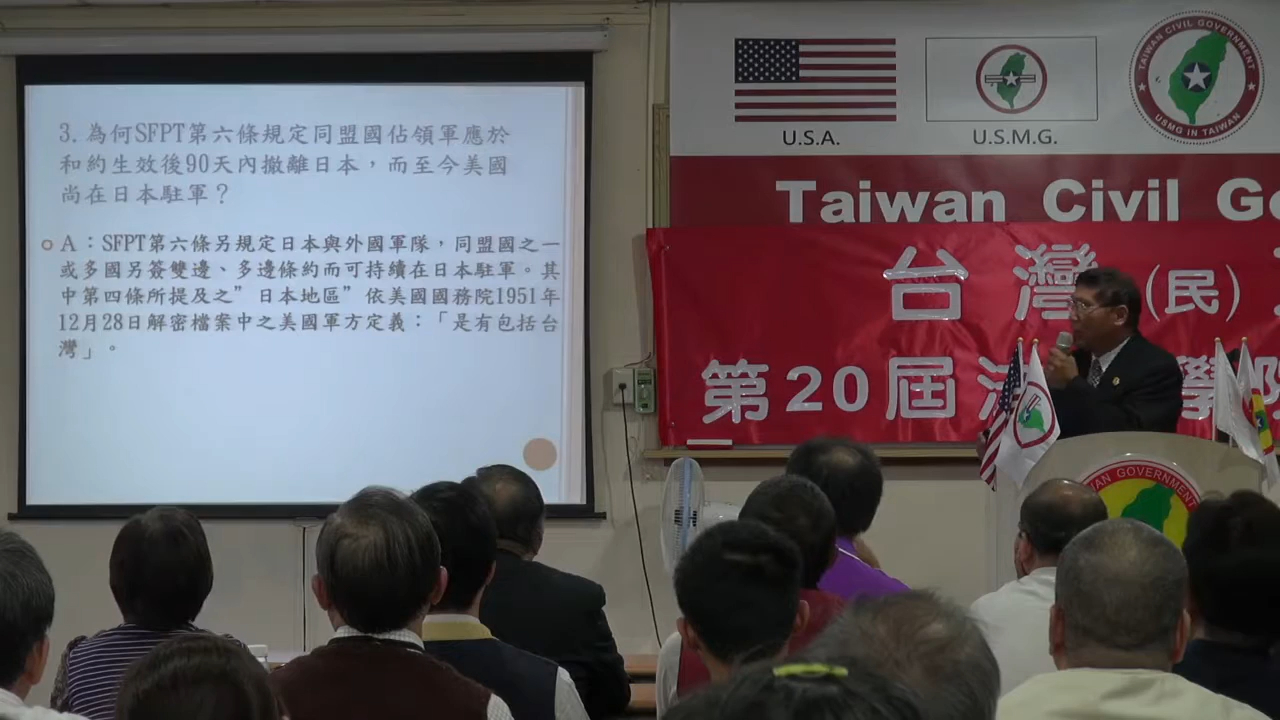 3. 為何SFPT第六條規定同盟國佔領軍應於
和約生效後90天內撤離日本，而至今美國
尚在日本駐軍？
A：SFPT第六條另規定日本與外國軍隊，同盟國之一
或多國另簽雙邊、多邊條約而可持續在日本駐軍。其
中第四條所提及之”日本地區”依美國國務院1951年
12月28日解密檔案中之美國軍方定義：「是有包括台
灣」。
U.S.A.
U.S.M.G.
TAIWAN CIVIL GOVERNMENT
USMG IN TAIWAN
Taiwan Civil Go
台灣(民)
第20屆
學
GOVERNMENT